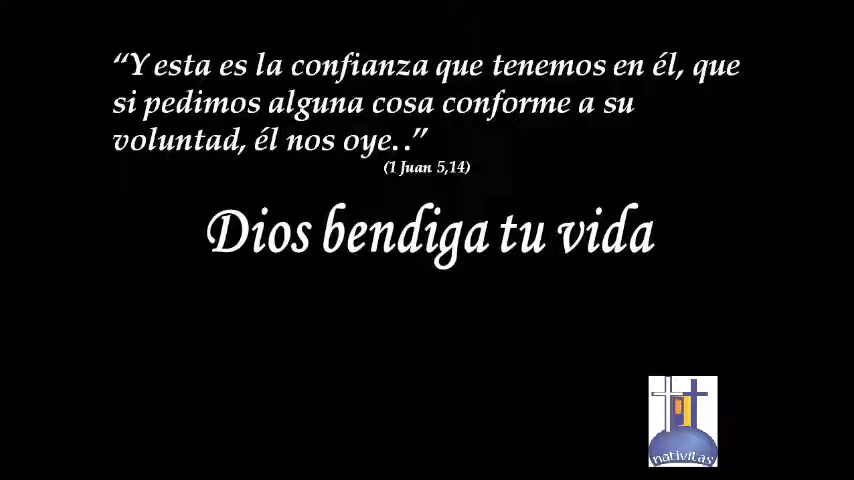 “Y esta es la confianza que tenemos en él, que
si pedimos alguna cosa conforme a su
voluntad, él nos oye..”
(1 Juan 5,14)
Dios bendiga tu vida
nativitas